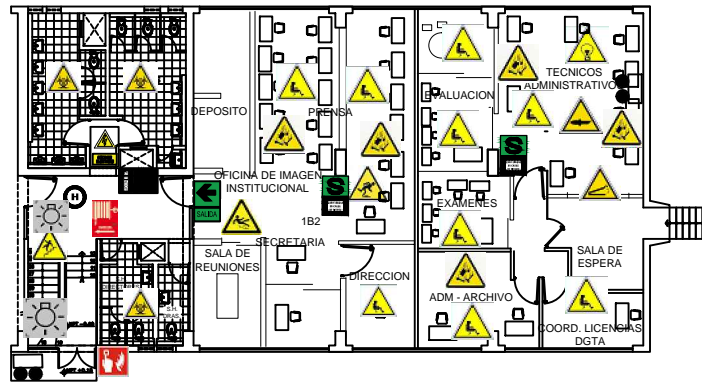 DEPOSITO
PRENSA
EVALUACION
TECNICOS
ADMINISTRATIVO
OFICINA DE IMAGEN
INSTITUCIONAL
SALIDA
S
S
H
1B2
EXAMENES
SECRETARIA
SALA DE
REUNIONES
DIRECCION
ADM - ARCHIVO
SALA DE
ESPERA
COORD. LICENCIAS
DGTA
S.H.